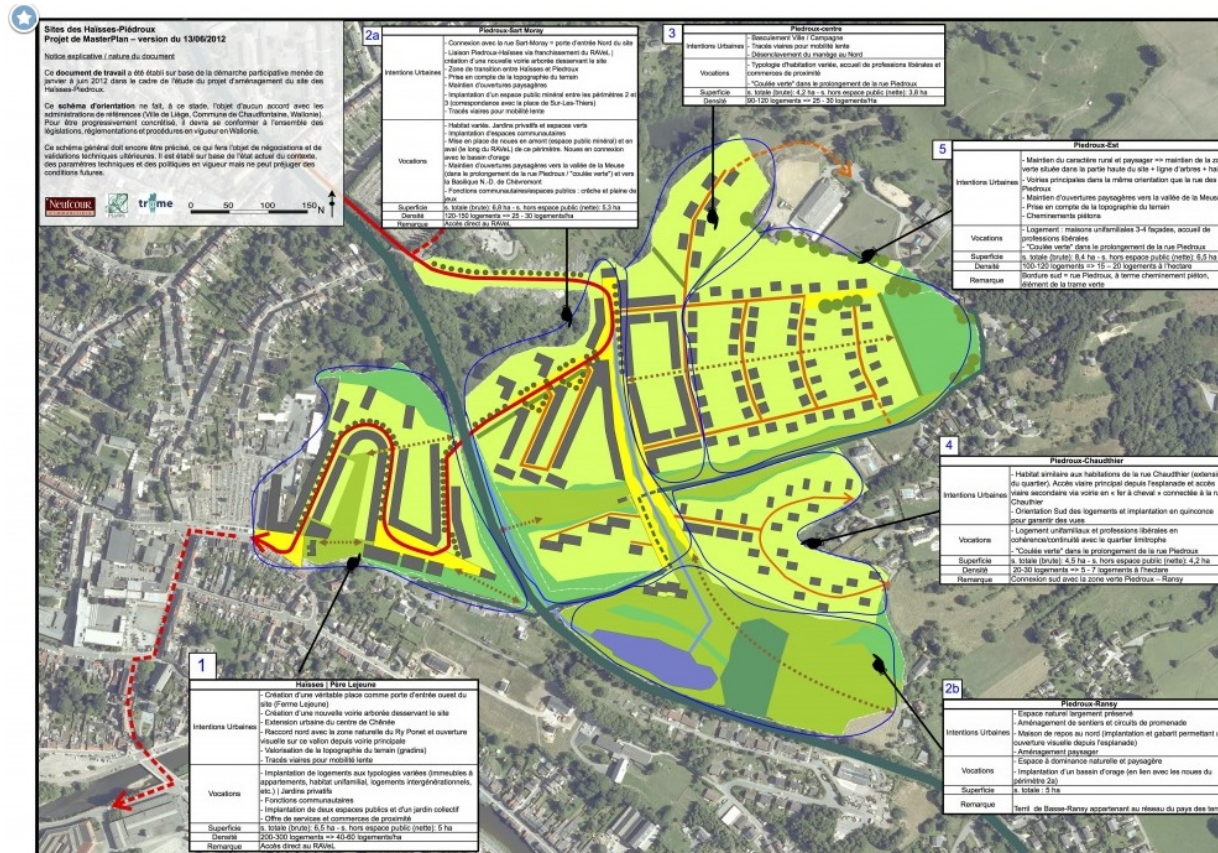 Sites des Haïsses-Piédroux
Projet de MasterPlan – version du 13/06/2012
Notice explicative / nature du document
Ce document de travail a été établi sur base de la démarche participative menée de
janvier à juin 2012 dans le cadre de l'étude du projet d'aménagement du site des
Haïsses-Piedroux.
Ce schéma d'orientation ne fait, à ce stade, l'objet d'aucun accord avec les
administrations de références (Ville de Liège, Commune de Chaudfontaine, Wallonie).
Pour être progressivement concrétisé, il devra se conformer à l'ensemble des
législations, réglementations et procédures en vigueur en Wallonie.
Ce schéma général doit encore être précisé, ce qui fera l'objet de négociations et de
validations techniques ultérieures. Il est établi sur base de l'état actuel du contexte,
des paramètres techniques et des politiques en vigueur mais ne peut préjuger des
conditions futures.
Neufcour
PLURIS
trame
0 50 100 150 N
2a
Piedroux-Sart Moray
Intentions Urbaines
- Connexion avec la rue Sart-Moray = porte d'entrée Nord du site
- Liaison Piedroux-Haïsses via franchissement du RAVeL |
création d'une nouvelle voirie arborée desservant le site
- Zone de transition entre Haïsses et Piedroux
- Prise en compte de la topographie du terrain
- Maintien d'ouvertures paysagères
- Implantation d'un espace public minéral entre les périmètres 2 et
3 (correspondance avec la place de Sur-Les-Thiers)
- Tracés viaires pour mobilité lente
Vocations
- Habitat varié. Jardins privatifs et espaces verts
- Implantation d'espaces communautaires
- Mise en place de noues en amont (espace public minéral) et en
aval (le long du RAVeL) de ce périmètre. Noues en connexion
avec le bassin d'orage
- Maintien d'ouvertures paysagères vers la vallée de la Meuse
(dans le prolongement de la rue Piedroux / "coulée verte") et vers
la Basilique N.-D. de Chèvremont
- Fonctions communautaires/espaces publics : crèche et plaine de
jeux
Superficie s. totale (brute): 6,8 ha - s. hors espace public (nette): 5,3 ha
Densité 120-150 logements => 25 - 30 logements/ha
Remarque Accès direct au RAVeL
3
Piedroux-centre
Intentions Urbaines
- Basculement Ville / Campagne
- Tracés viaires pour mobilité lente
- Désenclavement du manège au Nord
Vocations
- Typologie d'habitation variée, accueil de professions libérales et
commerces de proximité
- "Coulée verte" dans le prolongement de la rue Piedroux
Superficie s. totale (brute): 4,2 ha - s. hors espace public (nette): 3,8 ha
Densité 90-120 logements => 25 - 30 logements/Ha
5
Piedroux-Est
Intentions Urbaines
- Maintien du caractère rural et paysager => maintien de la zo
verte située dans la partie haute du site + ligne d'arbres + hai
- Voiries principales dans la même orientation que la rue des
Piedroux
- Maintien d'ouvertures paysagères vers la vallée de la Meuse
- Prise en compte de la topographie du terrain
- Cheminements piétons
Vocations
- Logement : maisons unifamiliales 3-4 façades, accueil de
professions libérales
- "Coulée verte" dans le prolongement de la rue Piedroux
Superficie s. totale (brute): 8,4 ha - s. hors espace public (nette): 6,5 ha
Densité 100-120 logements => 15 – 20 logements à l'hectare
Remarque Bordure sud = rue Piedroux, à terme cheminement piéton,
élément de la trame verte
4
Piedroux-Chaudthier
Intentions Urbaines
- Habitat similaire aux habitations de la rue Chaudthier (extensio
du quartier). Accès viaire principal depuis l'esplanade et accès
viaire secondaire via voirie en « fer à cheval » connectée à la ru
Chauthier
- Orientation Sud des logements et implantation en quinconce
pour garantir des vues
Vocations
- Logement unifamiliaux et professions libérales en
cohérence/continuité avec le quartier limitrophe
- "Coulée verte" dans le prolongement de la rue Piedroux
Superficie s. totale (brute): 4,5 ha - s. hors espace public (nette): 4,2 ha
Densité 20-30 logements => 5 - 7 logements à l'hectare
Remarque Connexion sud avec la zone verte Piedroux – Ransy
1
Haïsses | Père Lejeune
Intentions Urbaines
- Création d'une véritable place comme porte d'entrée ouest du
site (Ferme Lejeune)
- Création d'une nouvelle voirie arborée desservant le site
- Extension urbaine du centre de Chênée
- Raccord nord avec la zone naturelle du Ry Ponet et ouverture
visuelle sur ce vallon depuis voirie principale
- Valorisation de la topographie du terrain (gradins)
- Tracés viaires pour mobilité lente
Vocations
- Implantation de logements aux typologies variées (immeubles à
appartements, habitat unifamilial, logements intergénérationnels,
etc.) | Jardins privatifs
- Fonctions communautaires
- Implantation de deux espaces publics et d'un jardin collectif
- Offre de services et commerces de proximité
Superficie s. totale (brute): 6,5 ha - s. hors espace public (nette): 5 ha
Densité 200-300 logements => 40-60 logements/ha
Remarque Accès direct au RAVeL
2b
Piedroux-Ransy
Intentions Urbaines
- Espace naturel largement préservé
- Aménagement de sentiers et circuits de promenade
- Maison de repos au nord (implantation et gabarit permettant u
ouverture visuelle depuis l'esplanade)
- Aménagement paysager
Vocations
- Espace à dominance naturelle et paysagère
- Implantation d'un bassin d'orage (en lien avec les noues du
périmètre 2a)
Superficie s. totale : 5 ha
Remarque Terril de Basse-Ransy appartenant au réseau du pays des terr